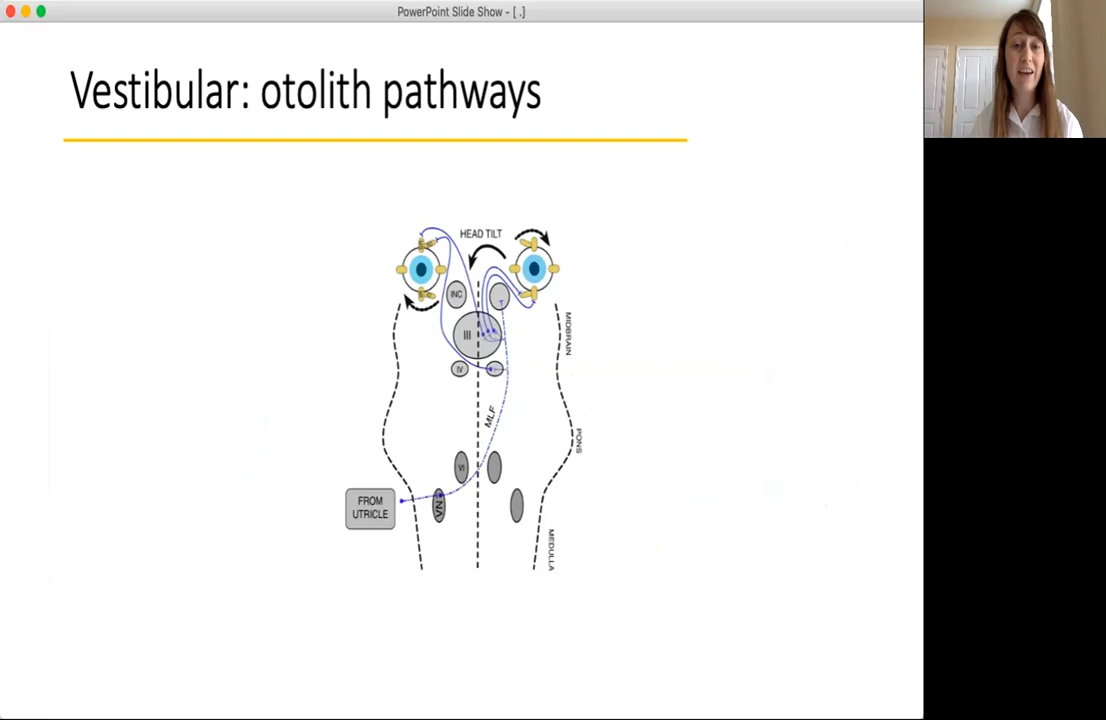 PowerPoint Slide Show - [ .]
Vestibular: otolith pathways
HEAD TILT
INC
III
IV
MLF
VI
FROM
UTRICLE
VN
MIDBRAIN
PONS
MEDULLA